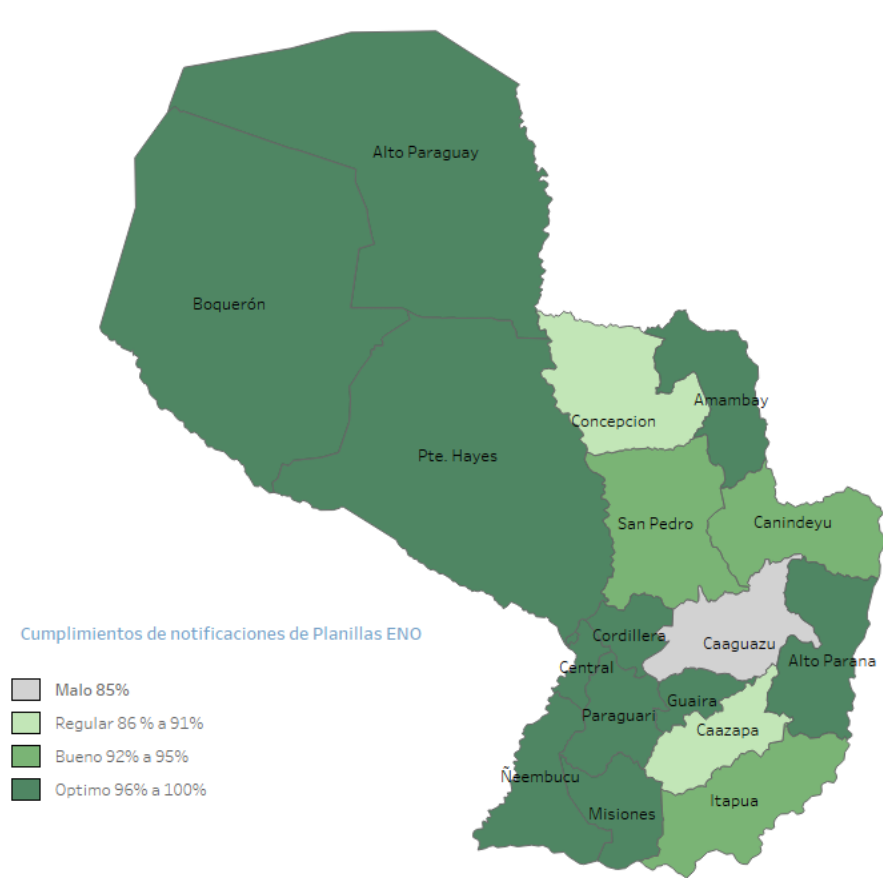 Alto Paraguay
Boquerón
Concepcion
Amambay
Pte. Hayes
San Pedro
Canindeyu
Cordillera
Caaguazu
Central
Alto Parana
Guaira
Paraguari
Caazapa
Ñeembucu
Misiones
Itapua
Cumplimientos de notificaciones de Planillas ENO
Malo 85%
Regular 86 % a 91%
Bueno 92% a 95%
Optimo 96% a 100%